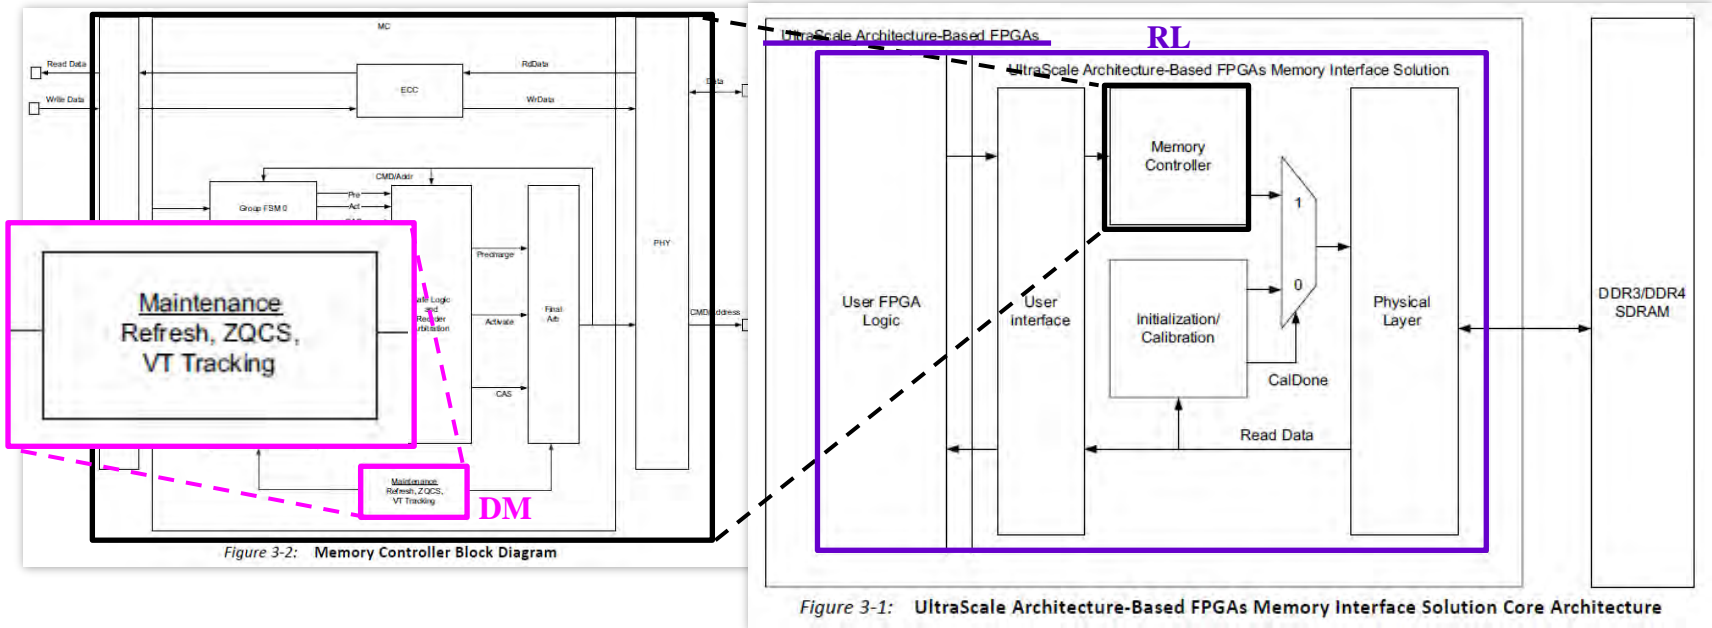 MC
Read Data
RdData
ECC
Write Data
WrData
Data
CMD/Addr
Group FSM 0
Pre
Act
PHY
Precharge
Maintenance
Refresh, ZQCS,
VT Tracking
Logic
and
Reorder
Arbitration
Final
Arb
Activate
CMD/Address
CAS
Maintenance
Refresh, ZQCS,
VT Tracking
DM
Figure 3-2: Memory Controller Block Diagram
UltraScale Architecture-Based FPGAs
RL
UltraScale Architecture-Based FPGAs Memory Interface Solution
Memory
Controller
1
User FPGA
Logic
User
interface
Initialization/
Calibration
0
Physical
Layer
DDR3/DDR4
SDRAM
CalDone
Read Data
Figure 3-1: UltraScale Architecture-Based FPGAs Memory Interface Solution Core Architecture